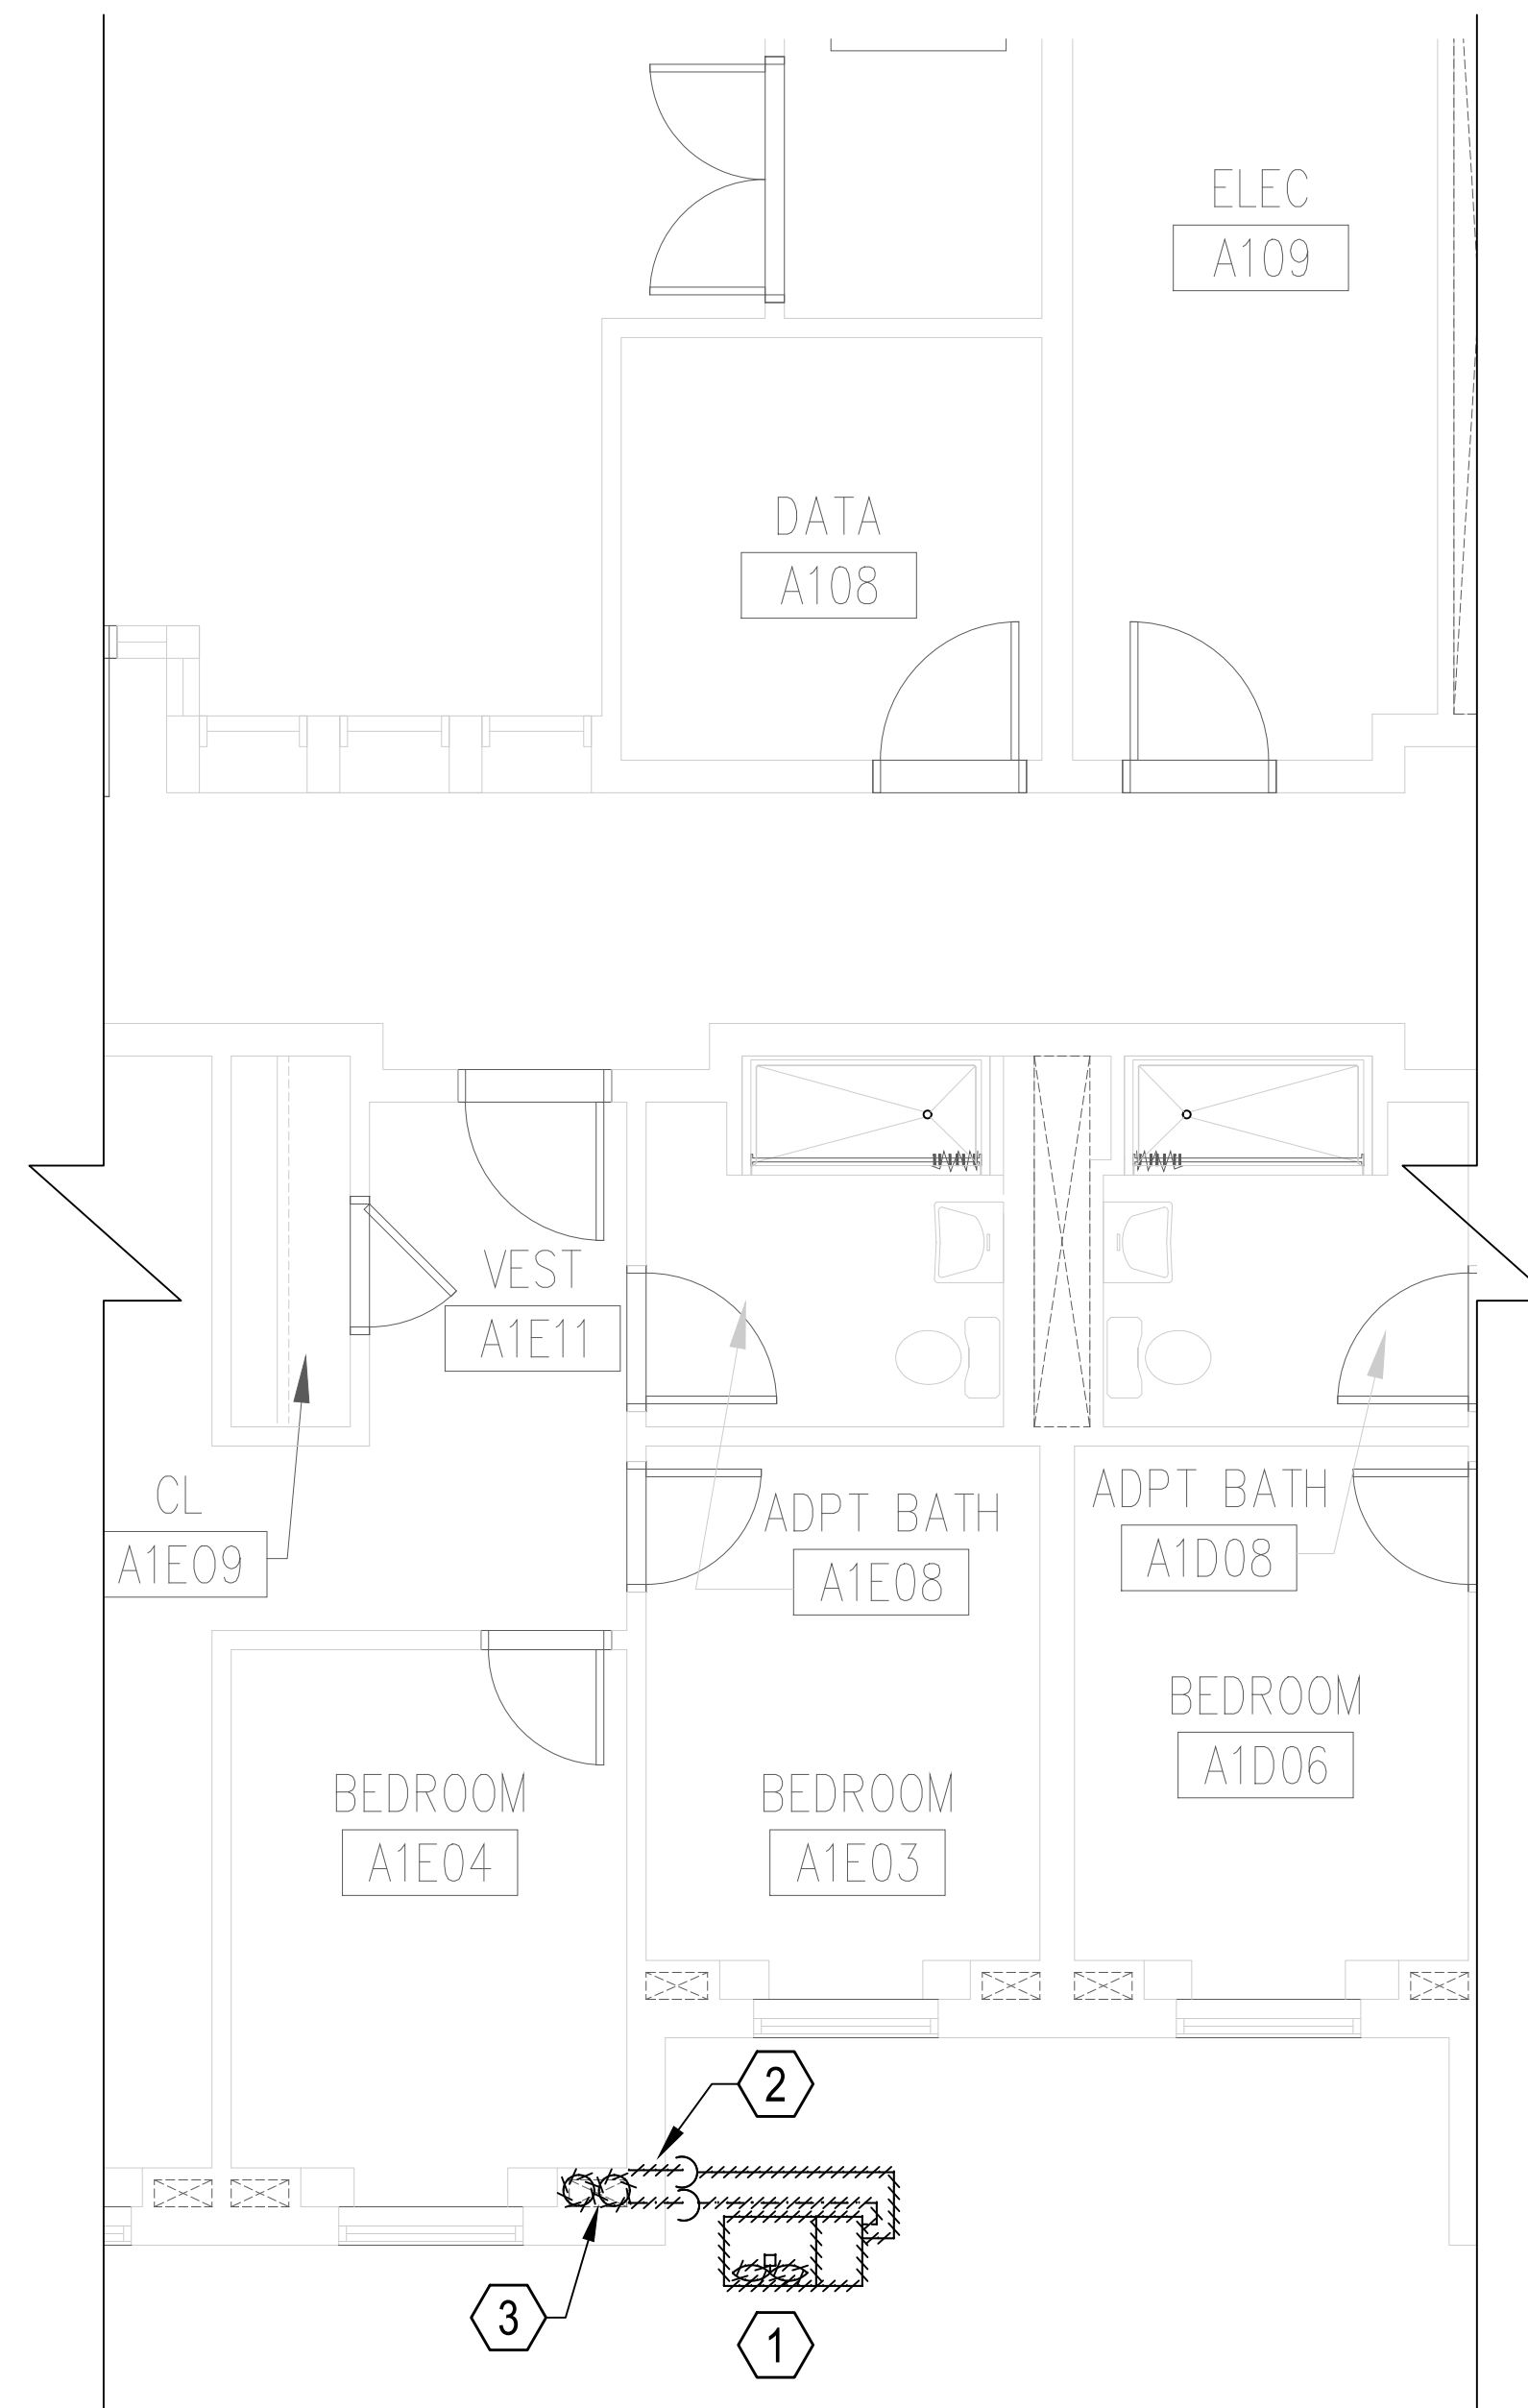 ELEC
A109
DATA
A108
VEST
A1E11
CL
A1E09
ADPT BATH
A1E08
ADPT BATH
A1D08
BEDROOM
A1D06
BEDROOM
A1E04
BEDROOM
A1E03
2
3
1